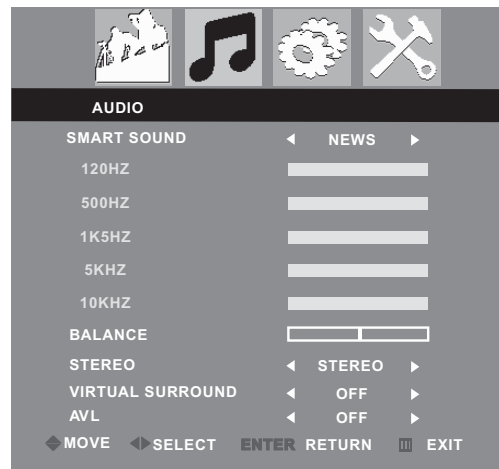 AUDIO
SMART SOUND NEWS
120HZ
500HZ
1K5HZ
5KHZ
10KHZ
BALANCE
STEREO STEREO
VIRTUAL SURROUND OFF
AVL OFF
MOVE SELECT ENTER RETURN EXIT